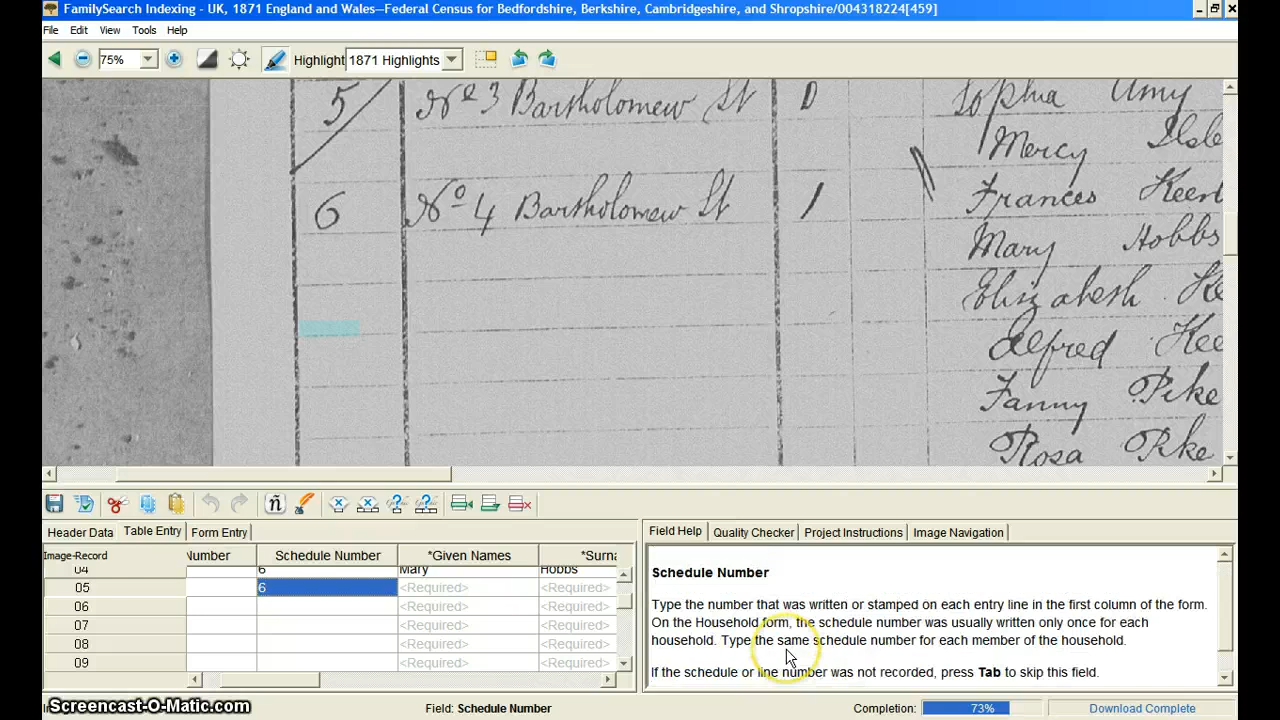 FamilySearch Indexing - UK, 1871 England and Wales—Federal Census for Bedfordshire, Berkshire, Cambridgeshire, and Shropshire/004318224[459]
File Edit View Tools Help
75% Highlight 1871 Highlights
5 No 3 Bartholomew St 0 Sophia Amy
Mercy
6 No 4 Bartholomew St 1 Frances Keen
Mary Hobbs
Elizabeth Ke
Alfred Kee
Fanny Pike
Rosa Pike
ñ
Header Data Table Entry Form Entry
Image-Record Number Schedule Number *Given Names *Surna
04 6 Mary Hobbs
05 6 <Required> <Required>
06 <Required> <Required>
07 <Required> <Required>
08 <Required> <Required>
09 <Required> <Required>
Field Help Quality Checker Project Instructions Image Navigation
Schedule Number
Type the number that was written or stamped on each entry line in the first column of the form.
On the Household form, the schedule number was usually written only once for each
household. Type the same schedule number for each member of the household.
If the schedule or line number was not recorded, press Tab to skip this field.
Screencast-O-Matic.com Field: Schedule Number Completion: 73% Download Complete